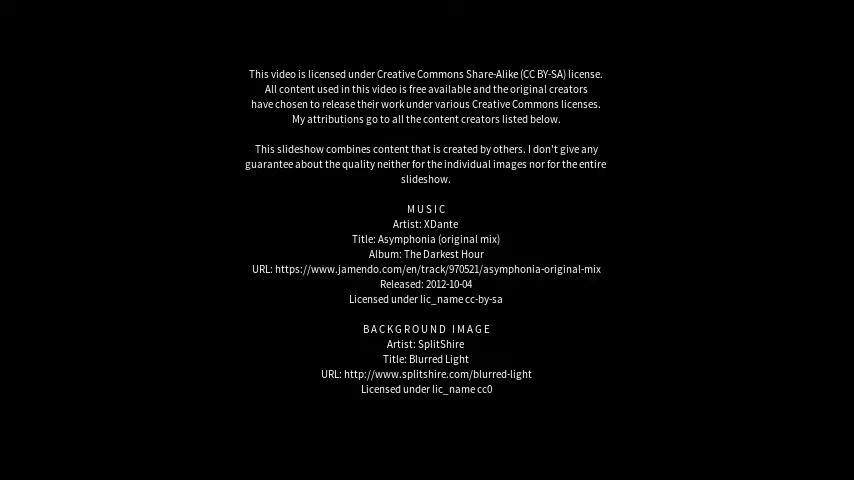 This video is licensed under Creative Commons Share-Alike (CC BY-SA) license.
All content used in this video is free available and the original creators
have chosen to release their work under various Creative Commons licenses.
My attributions go to all the content creators listed below.
This slideshow combines content that is created by others. I don't give any
guarantee about the quality neither for the individual images nor for the entire
slideshow.
MUSIC
Artist: XDante
Title: Asymphonia (original mix)
Album: The Darkest Hour
URL: https://www.jamendo.com/en/track/970521/asymphonia-original-mix
Released: 2012-10-04
Licensed under lic_name cc-by-sa
BACKGROUND IMAGE
Artist: SplitShire
Title: Blurred Light
URL: http://www.splitshire.com/blurred-light
Licensed under lic_name cc0